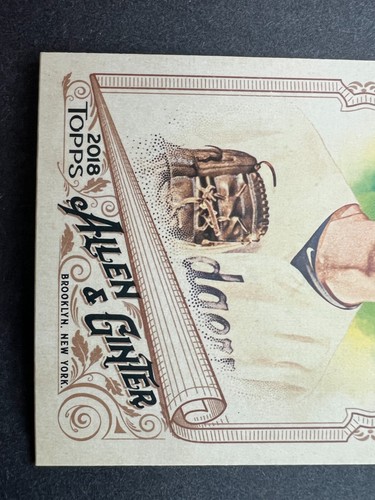 2018
TOPPS
ALLEN
& GINTER
BROOKLYN, NEW YORK.